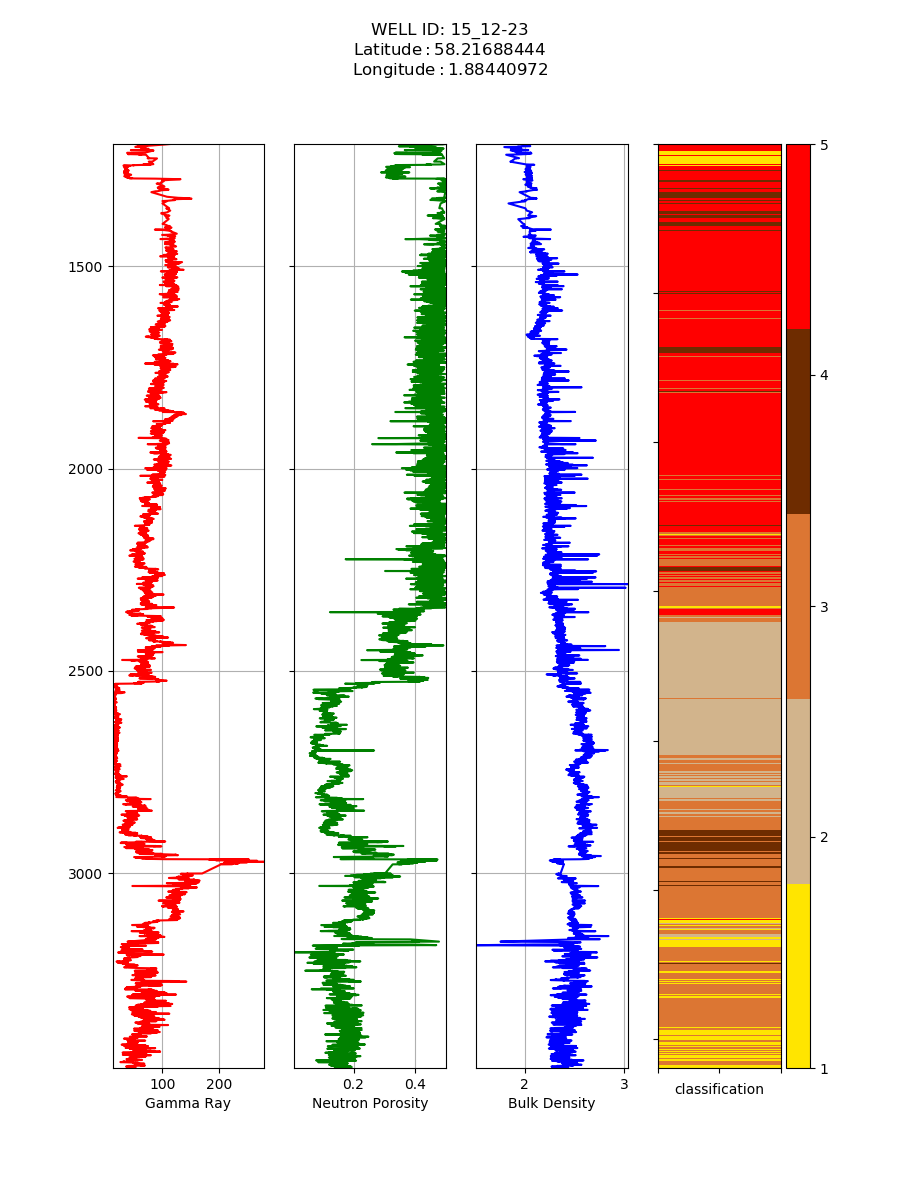 WELL ID: 15_12-23
Latitude : 58.21688444
Longitude : 1.88440972
1500
2000
2500
3000
100 200
Gamma Ray
0.2 0.4
Neutron Porosity
2 3
Bulk Density
classification
5
4
3
2
1